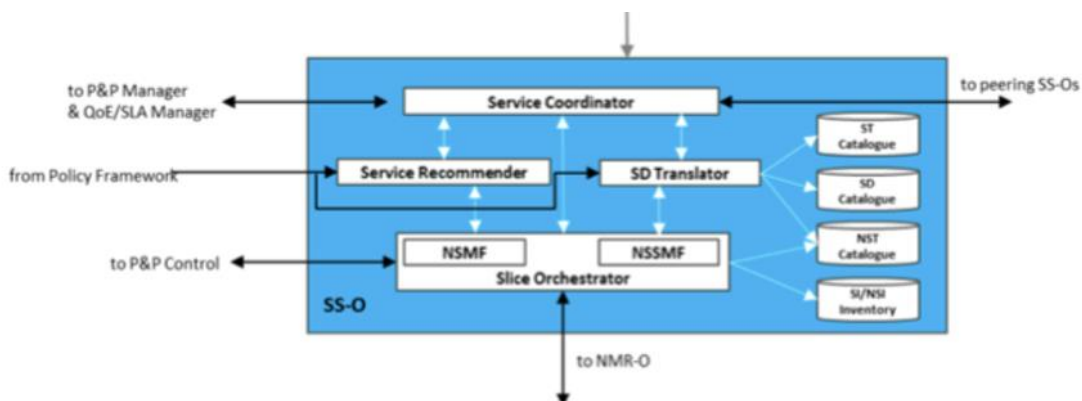 to P&P Manager
& QoE/SLA Manager
to peering SS-Os
Service Coordinator
ST
Catalogue
from Policy Framework
Service Recommender
SD Translator
SD
Catalogue
NSMF
NSSMF
NST
Catalogue
to P&P Control
Slice Orchestrator
SI/NSI
Inventory
SS-O
to NMR-O